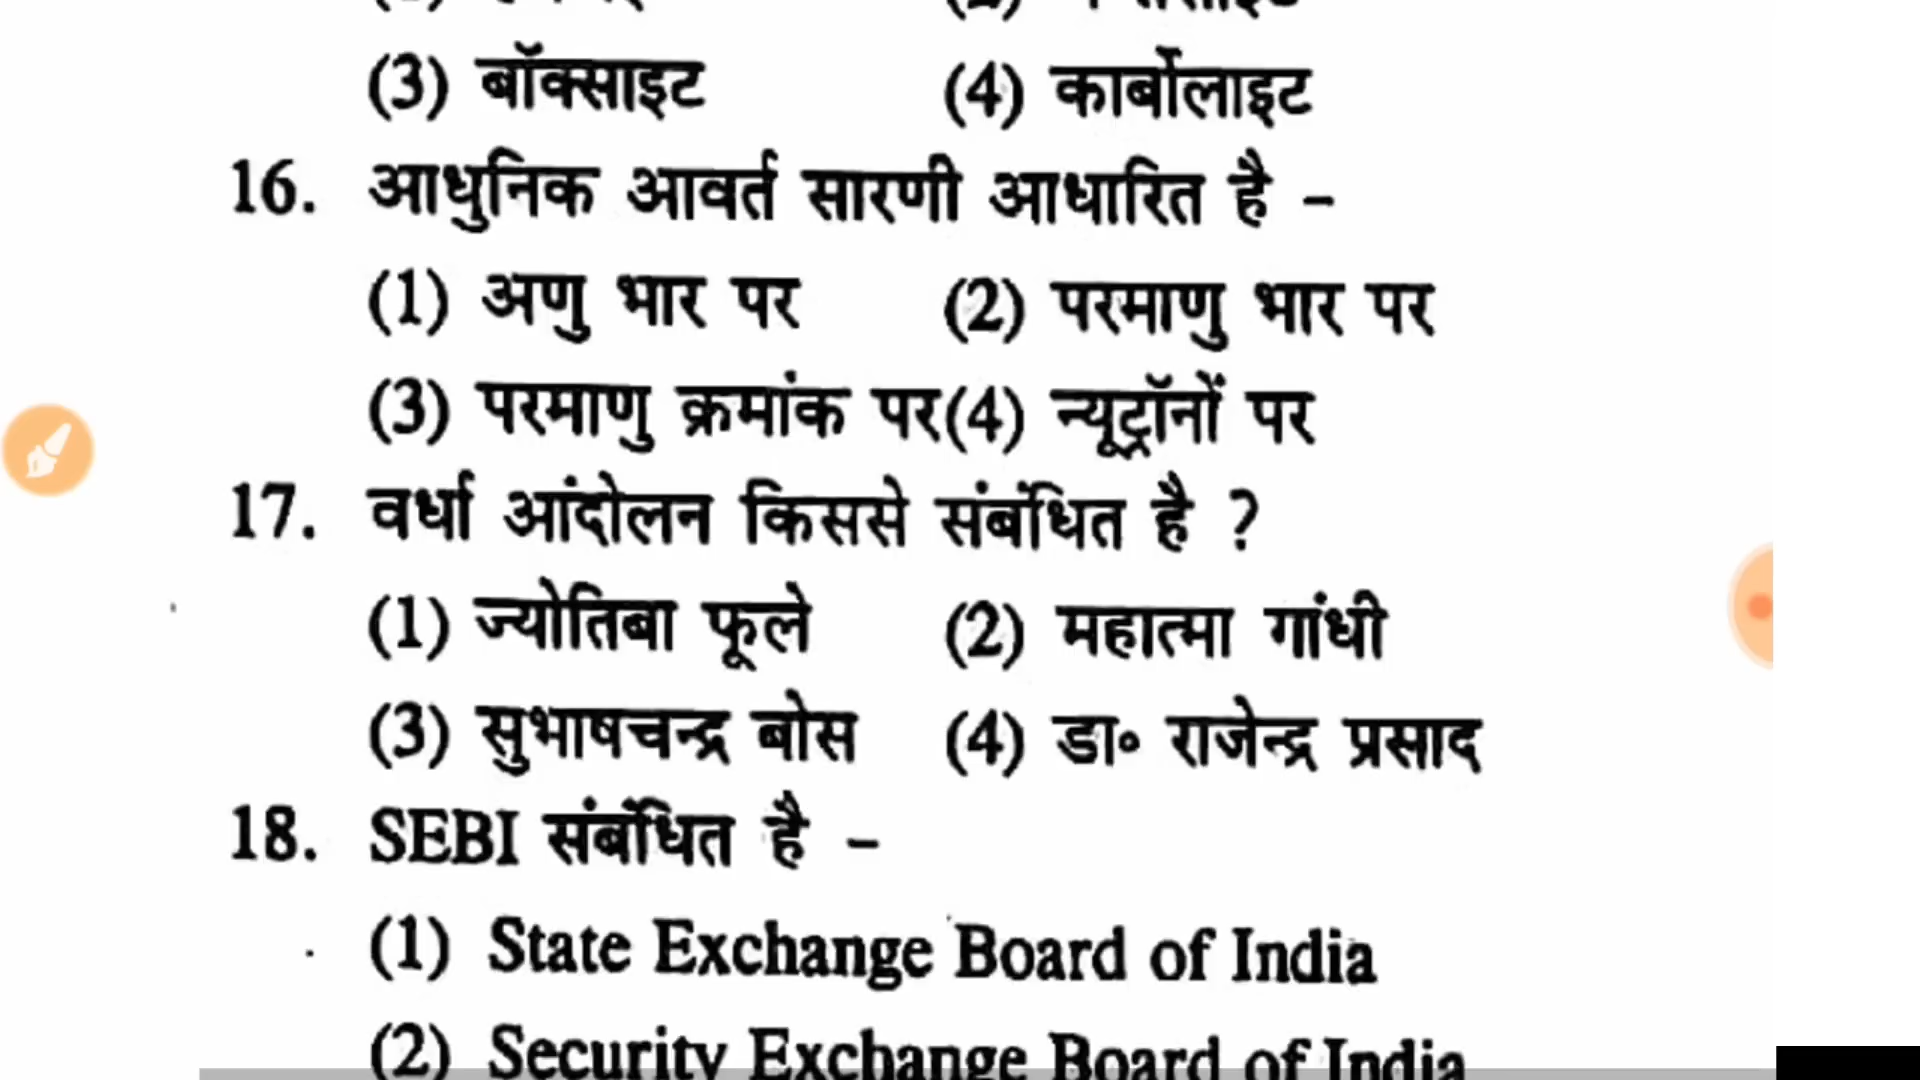 (3) बॉक्साइट (4) कार्बोलाइट
16. आधुनिक आवर्त सारणी आधारित है –
(1) अणु भार पर (2) परमाणु भार पर
(3) परमाणु क्रमांक पर(4) न्यूट्रॉनों पर
17. वर्धा आंदोलन किससे संबंधित है ?
(1) ज्योतिबा फूले (2) महात्मा गांधी
(3) सुभाषचन्द्र बोस (4) डा॰ राजेन्द्र प्रसाद
18. SEBI संबंधित है –
(1) State Exchange Board of India
(2) Security Exchange Board of India